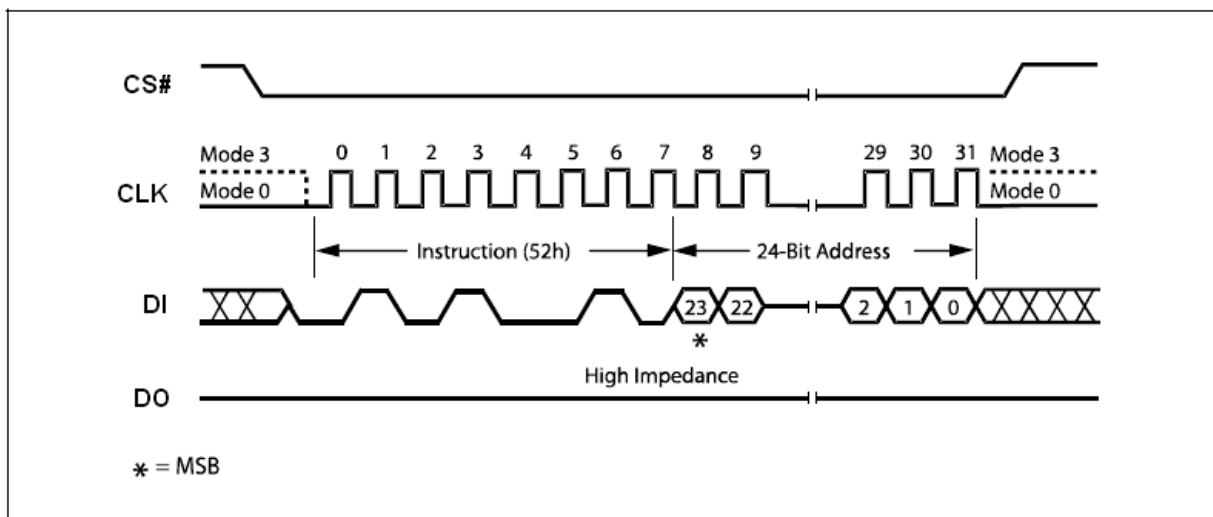 CS#
Mode 3 0 1 2 3 4 5 6 7 8 9 29 30 31 Mode 3
CLK Mode 0 Mode 0
Instruction (52h) 24-Bit Address
DI 23 22 2 1 0
*
High Impedance
DO
* = MSB